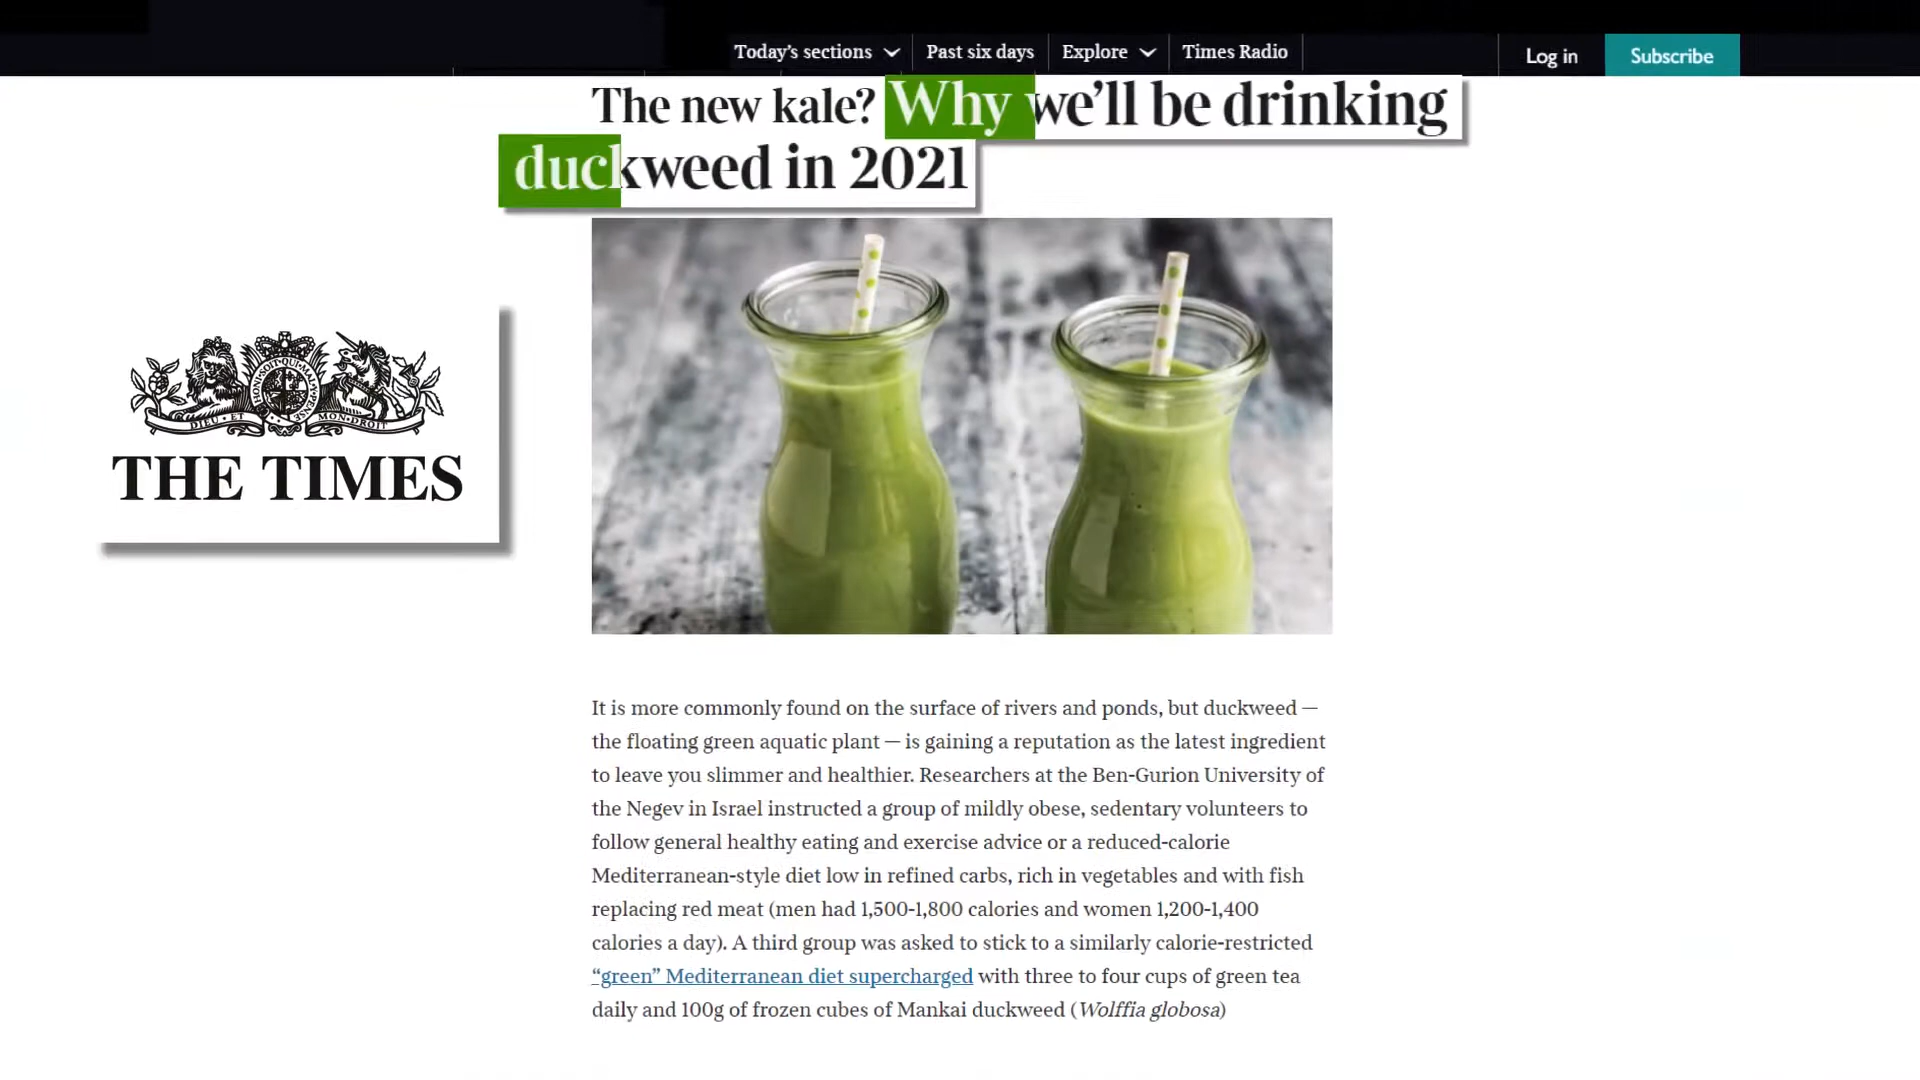 Today's sections
Past six days
Explore
Times Radio
Log in
Subscribe
The new kale? Why we'll be drinking
duckweed in 2021
HONI·SOIT·QUI·MAL·Y·PENSE
DIEU·ET
MON·DROIT
THE TIMES
It is more commonly found on the surface of rivers and ponds, but duckweed —
the floating green aquatic plant — is gaining a reputation as the latest ingredient
to leave you slimmer and healthier. Researchers at the Ben-Gurion University of
the Negev in Israel instructed a group of mildly obese, sedentary volunteers to
follow general healthy eating and exercise advice or a reduced-calorie
Mediterranean-style diet low in refined carbs, rich in vegetables and with fish
replacing red meat (men had 1,500-1,800 calories and women 1,200-1,400
calories a day). A third group was asked to stick to a similarly calorie-restricted
“green” Mediterranean diet supercharged with three to four cups of green tea
daily and 100g of frozen cubes of Mankai duckweed (Wolffia globosa)